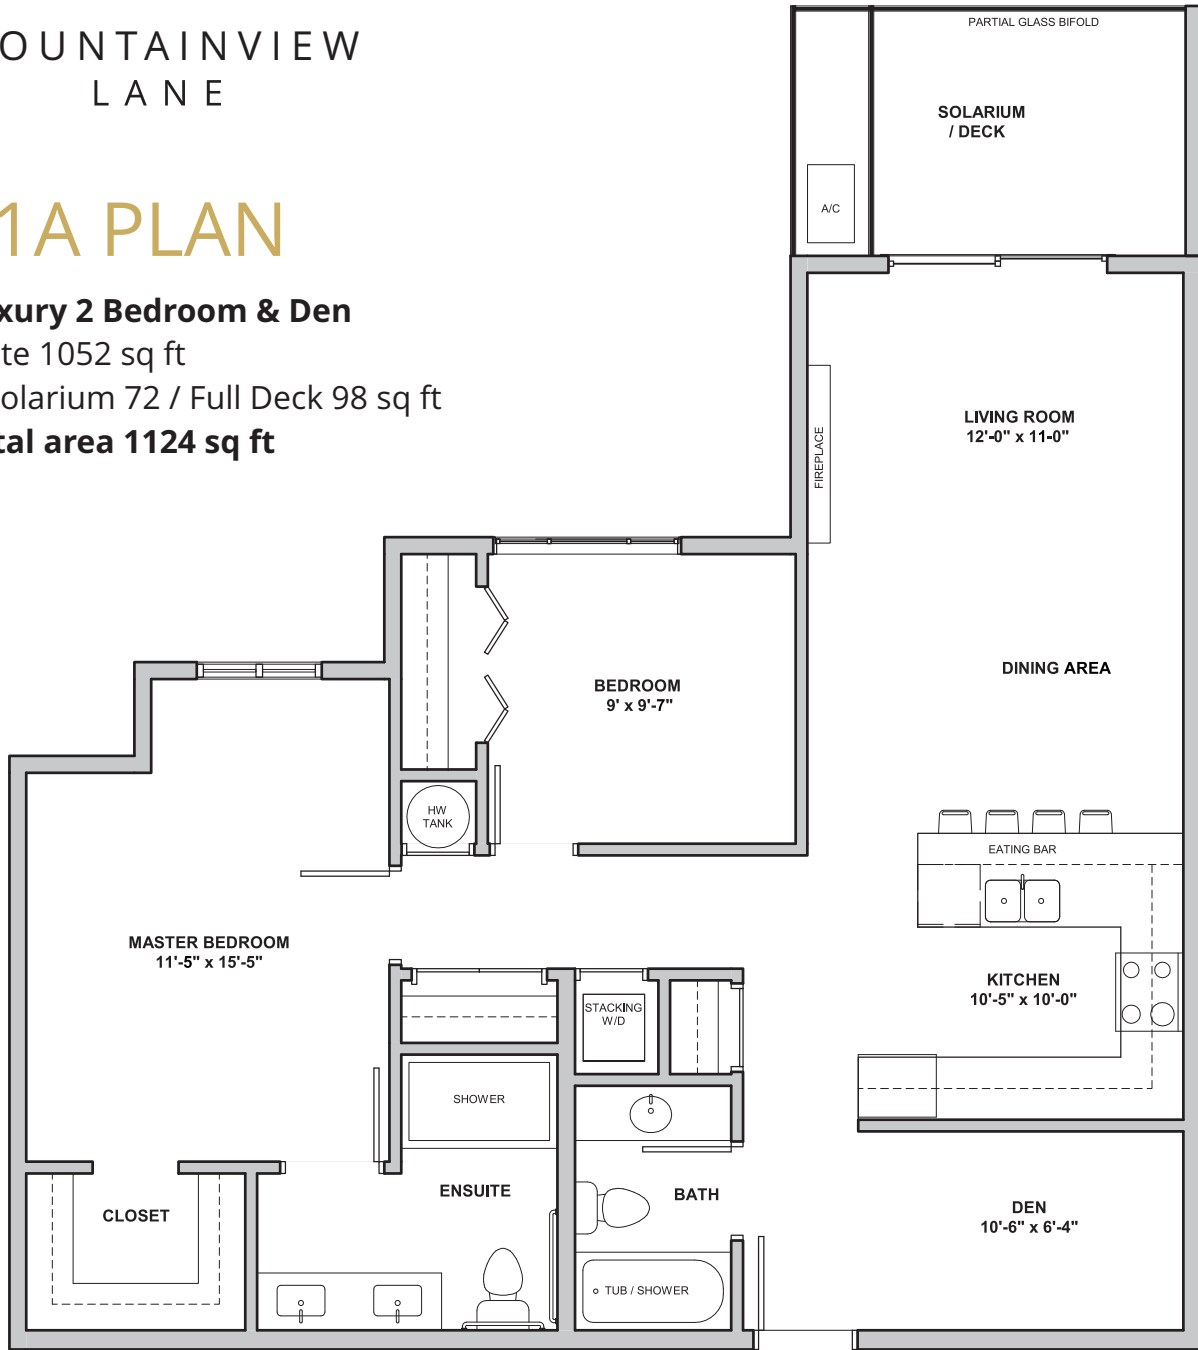 OUNTAINVIEW
LANE
1A PLAN
xury 2 Bedroom & Den
te 1052 sq ft
olarium 72 / Full Deck 98 sq ft
tal area 1124 sq ft
PARTIAL GLASS BIFOLD
SOLARIUM
/ DECK
A/C
LIVING ROOM
12'-0" x 11-0"
FIREPLACE
DINING AREA
BEDROOM
9' x 9'-7"
HW
TANK
EATING BAR
MASTER BEDROOM
11'-5" x 15'-5"
KITCHEN
10'-5" x 10'-0"
STACKING
W/D
SHOWER
ENSUITE
BATH
CLOSET
DEN
10'-6" x 6'-4"
TUB / SHOWER